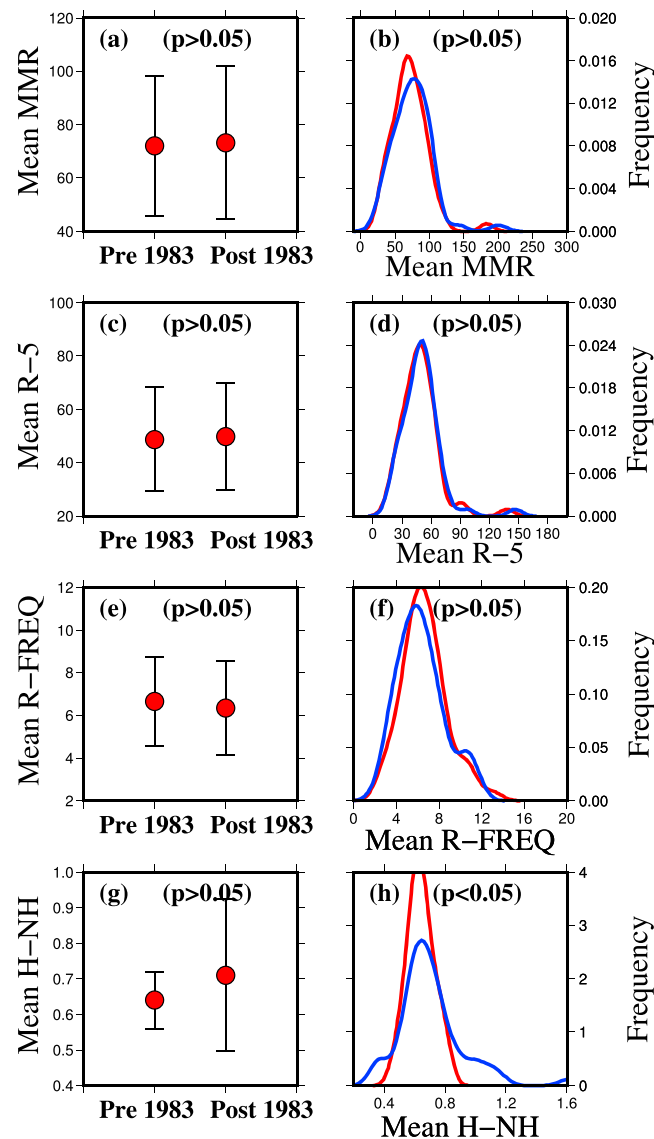 120
100
80
60
40
Mean MMR
(a) (p>0.05)
Pre 1983 Post 1983
(b) (p>0.05)
0.020
0.016
0.012
0.008
0.004
0.000
Frequency
0 50 100 150 200 250 300
Mean MMR
100
80
60
40
20
Mean R−5
(c) (p>0.05)
Pre 1983 Post 1983
(d) (p>0.05)
0.030
0.024
0.018
0.012
0.006
0.000
Frequency
0 30 60 90 120 150 180
Mean R−5
12
10
8
6
4
2
Mean R−FREQ
(e) (p>0.05)
Pre 1983 Post 1983
(f) (p>0.05)
0.20
0.15
0.10
0.05
0.00
Frequency
0 4 8 12 16 20
Mean R−FREQ
1.0
0.9
0.8
0.7
0.6
0.5
0.4
Mean H−NH
(g) (p>0.05)
Pre 1983 Post 1983
(h) (p<0.05)
4
3
2
1
0
Frequency
0.4 0.8 1.2 1.6
Mean H−NH